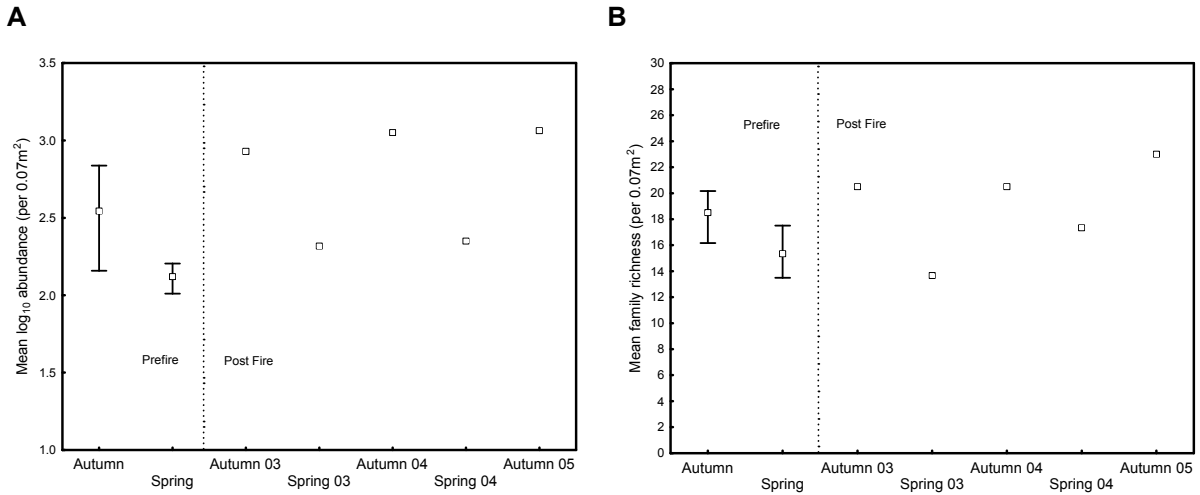 A
Mean log10 abundance (per 0.07m²)
3.5
3.0
2.5
2.0
1.5
1.0
Prefire
Post Fire
Autumn
Spring
Autumn 03
Spring 03
Autumn 04
Spring 04
Autumn 05
B
Mean family richness (per 0.07m²)
30
28
26
24
22
20
18
16
14
12
10
8
6
4
2
0
Prefire
Post Fire
Autumn
Spring
Autumn 03
Spring 03
Autumn 04
Spring 04
Autumn 05